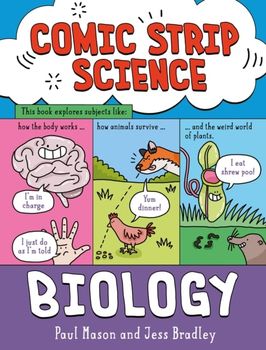 COMIC STRIP
SCIENCE
This book explores subjects like:
how the body works ...
how animals survive ...
... and the weird world
of plants.
I'm in
charge
I just do
as I'm told
Yum
dinner!
I eat
shrew poo!
BIOLOGY
Paul Mason and Jess Bradley